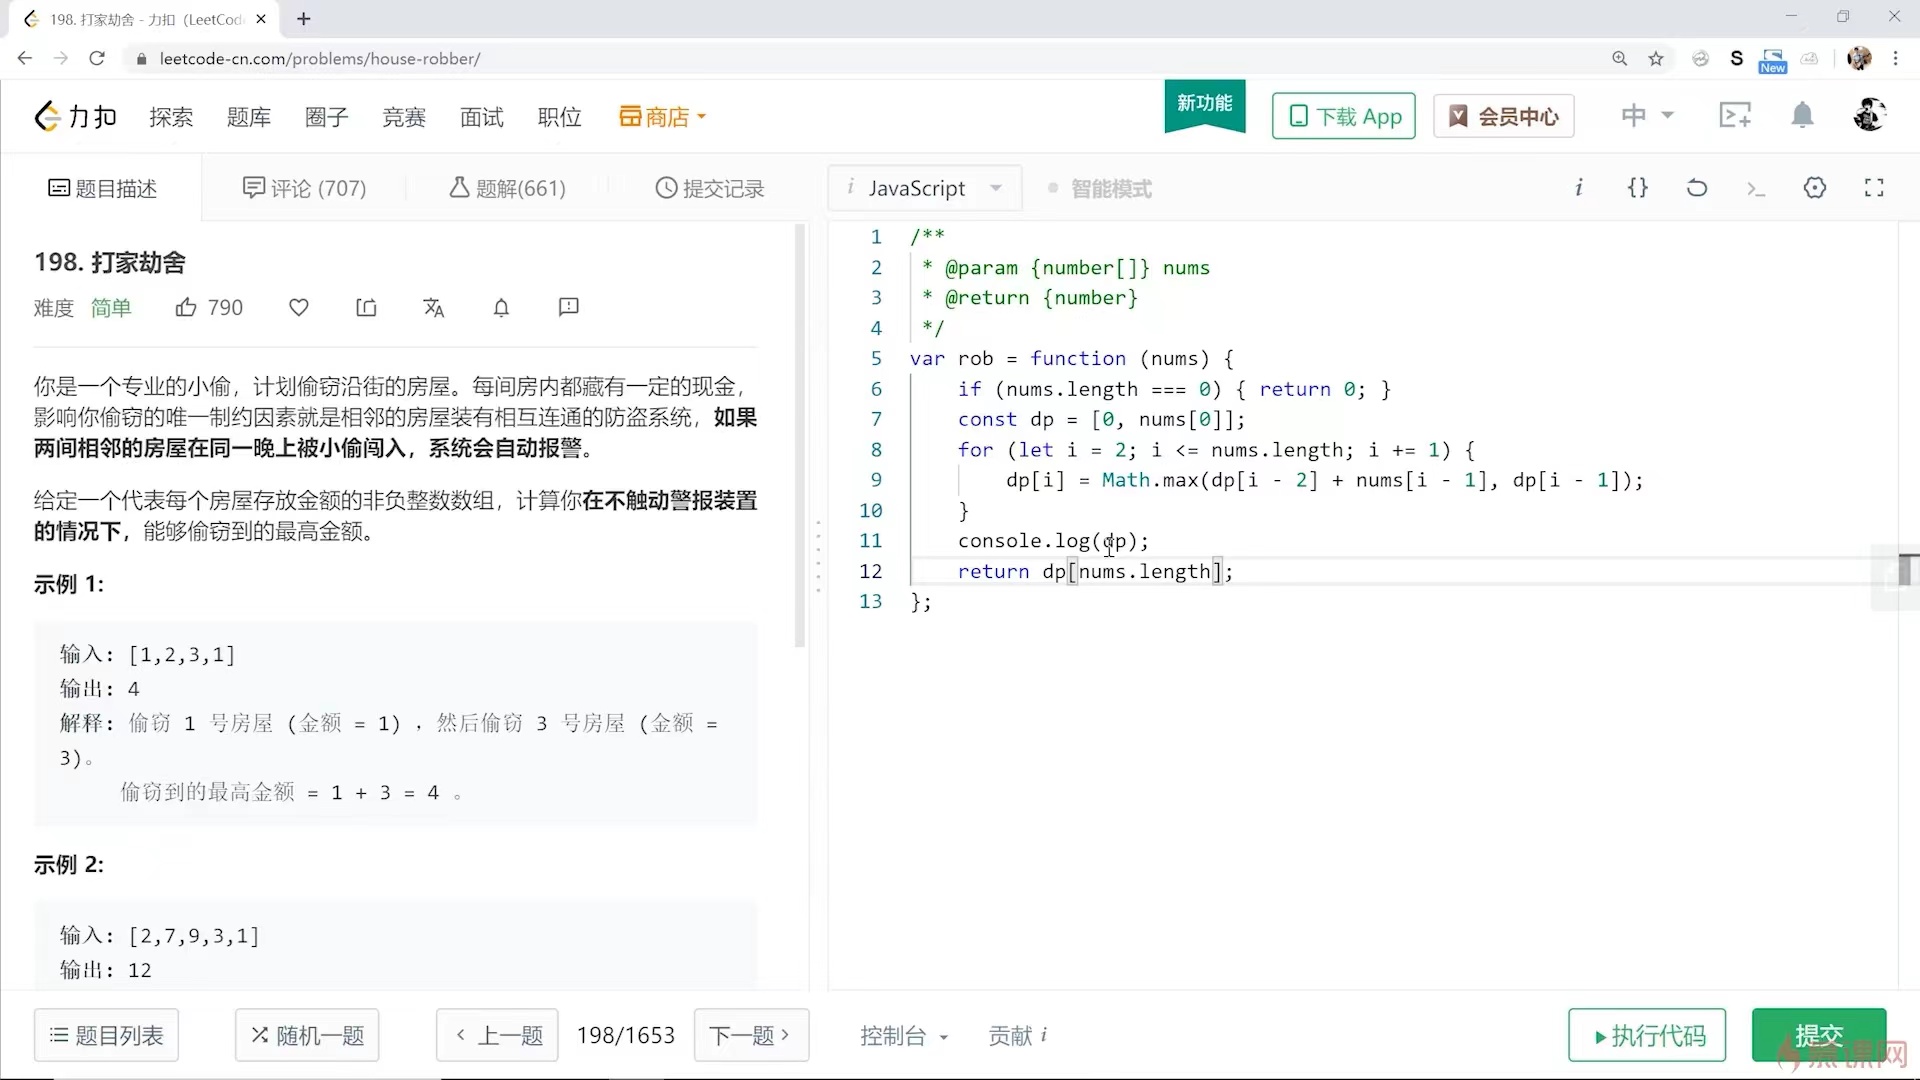 198. 打家劫舍 - 力扣（LeetCod
leetcode-cn.com/problems/house-robber/
New
力扣 探索 题库 圈子 竞赛 面试 职位 商店
新功能
下载 App
会员中心
中
题目描述 评论 (707) 题解(661) 提交记录
JavaScript
智能模式
198. 打家劫舍
难度 简单 790
你是一个专业的小偷，计划偷窃沿街的房屋。每间房内都藏有一定的现金，
影响你偷窃的唯一制约因素就是相邻的房屋装有相互连通的防盗系统，如果
两间相邻的房屋在同一晚上被小偷闯入，系统会自动报警。
给定一个代表每个房屋存放金额的非负整数数组，计算你在不触动警报装置
的情况下，能够偷窃到的最高金额。
示例 1:
输入: [1,2,3,1]
输出: 4
解释: 偷窃 1 号房屋 (金额 = 1) ，然后偷窃 3 号房屋 (金额 =
3)。
偷窃到的最高金额 = 1 + 3 = 4 。
示例 2:
输入: [2,7,9,3,1]
输出: 12
1 /**
2 * @param {number[]} nums
3 * @return {number}
4 */
5 var rob = function (nums) {
6 if (nums.length === 0) { return 0; }
7 const dp = [0, nums[0]];
8 for (let i = 2; i <= nums.length; i += 1) {
9 dp[i] = Math.max(dp[i - 2] + nums[i - 1], dp[i - 1]);
10 }
11 console.log(dp);
12 return dp[nums.length];
13 };
题目列表
随机一题
上一题
198/1653
下一题
控制台
贡献 i
执行代码
提交
慕课网